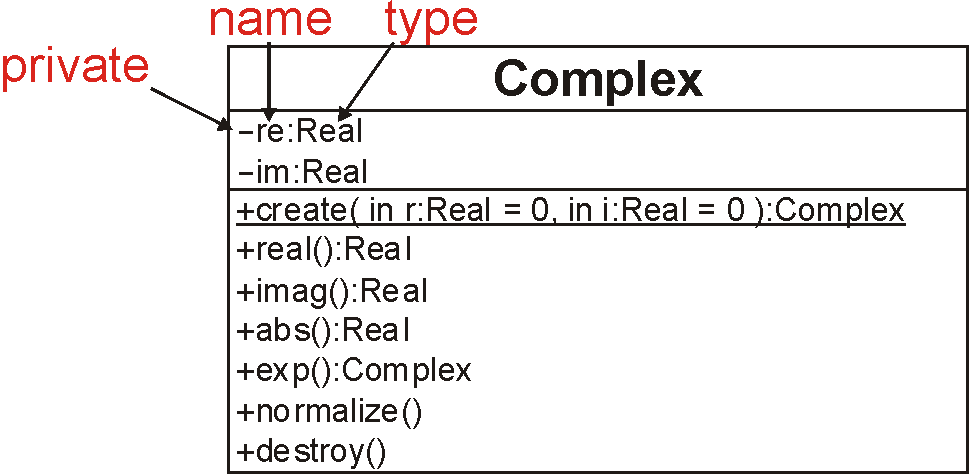 name type
private
Complex
–re:Real
–im:Real
+create( in r:Real = 0, in i:Real = 0 ):Complex
+real():Real
+imag():Real
+abs():Real
+exp():Complex
+normalize()
+destroy()